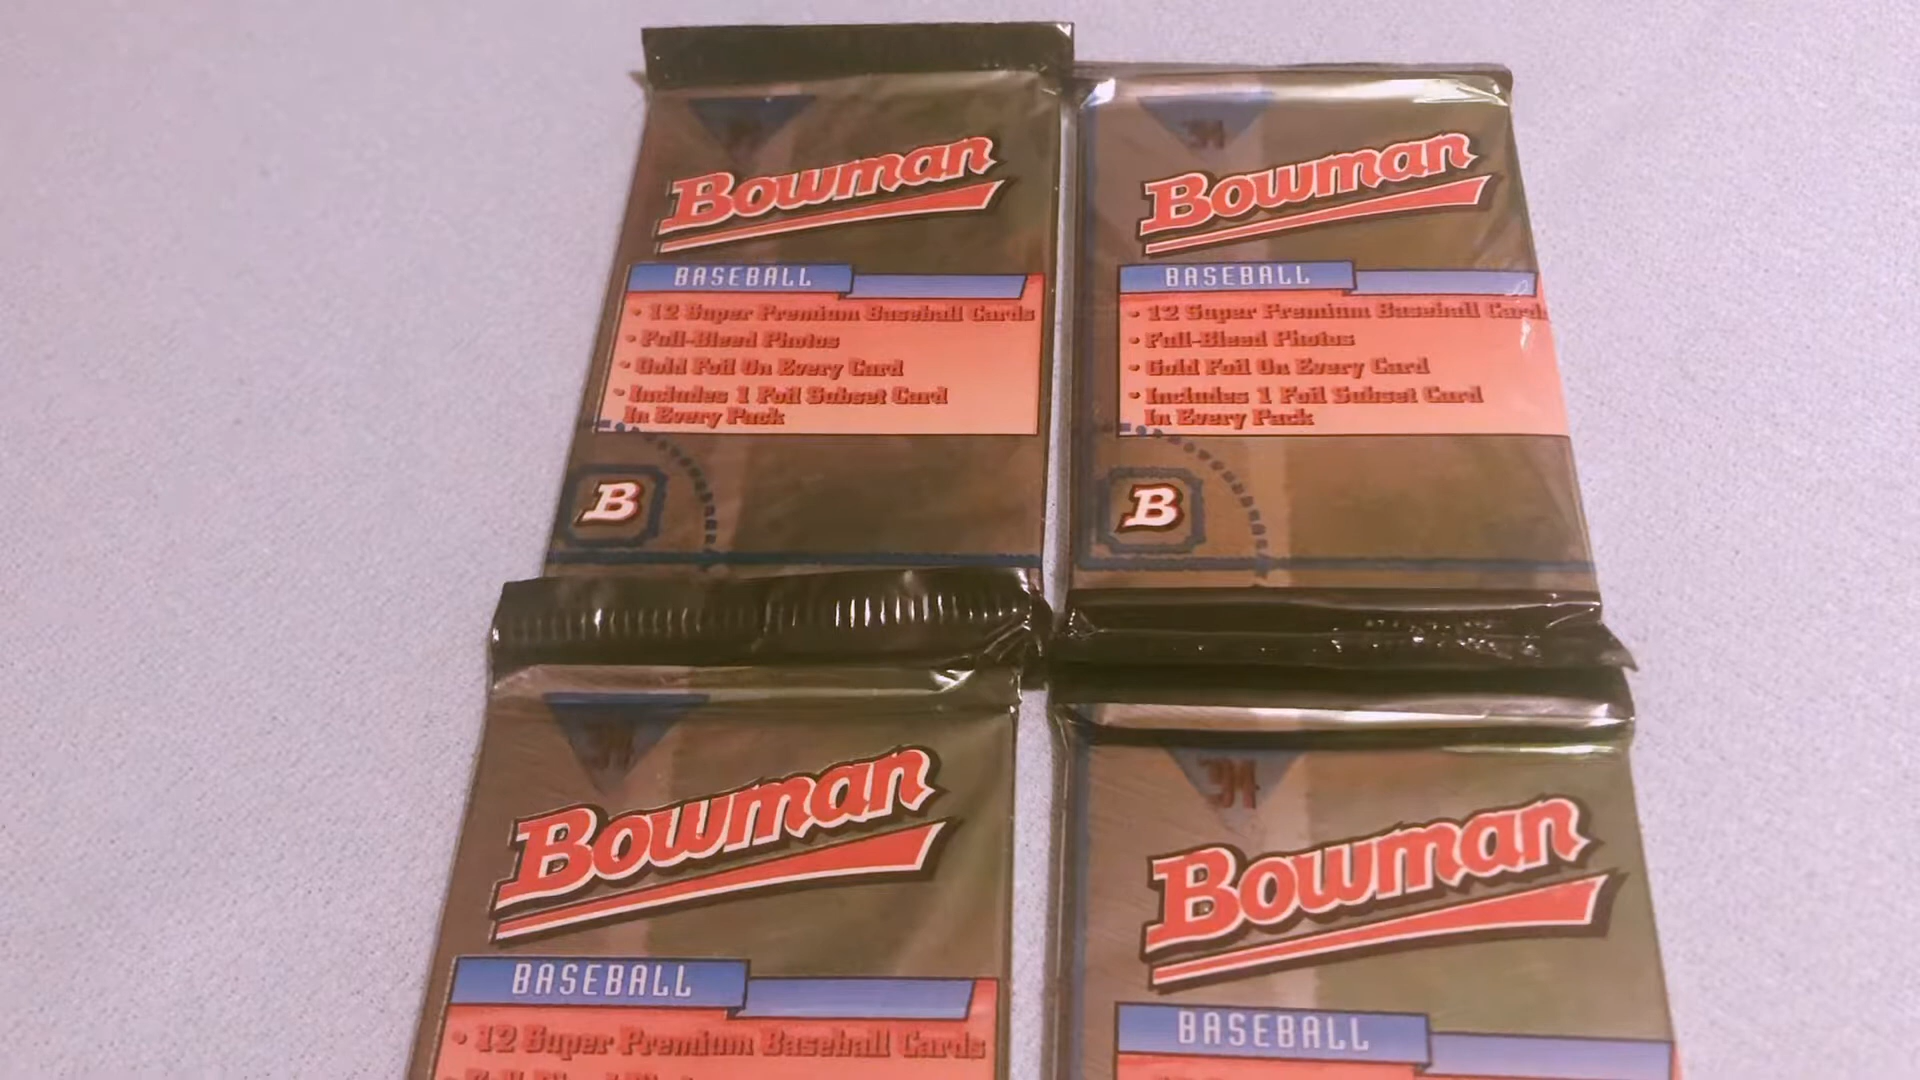 '94
Bowman
BASEBALL
• 12 Super Premium Baseball Cards
• Full-Bleed Photos
• Gold Foil On Every Card
• Includes 1 Foil Subset Card
In Every Pack
B
'94
Bowman
BASEBALL
• 12 Super Premium Baseball Cards
• Full-Bleed Photos
• Gold Foil On Every Card
• Includes 1 Foil Subset Card
In Every Pack
B
'94
Bowman
BASEBALL
• 12 Super Premium Baseball Cards
'94
Bowman
BASEBALL